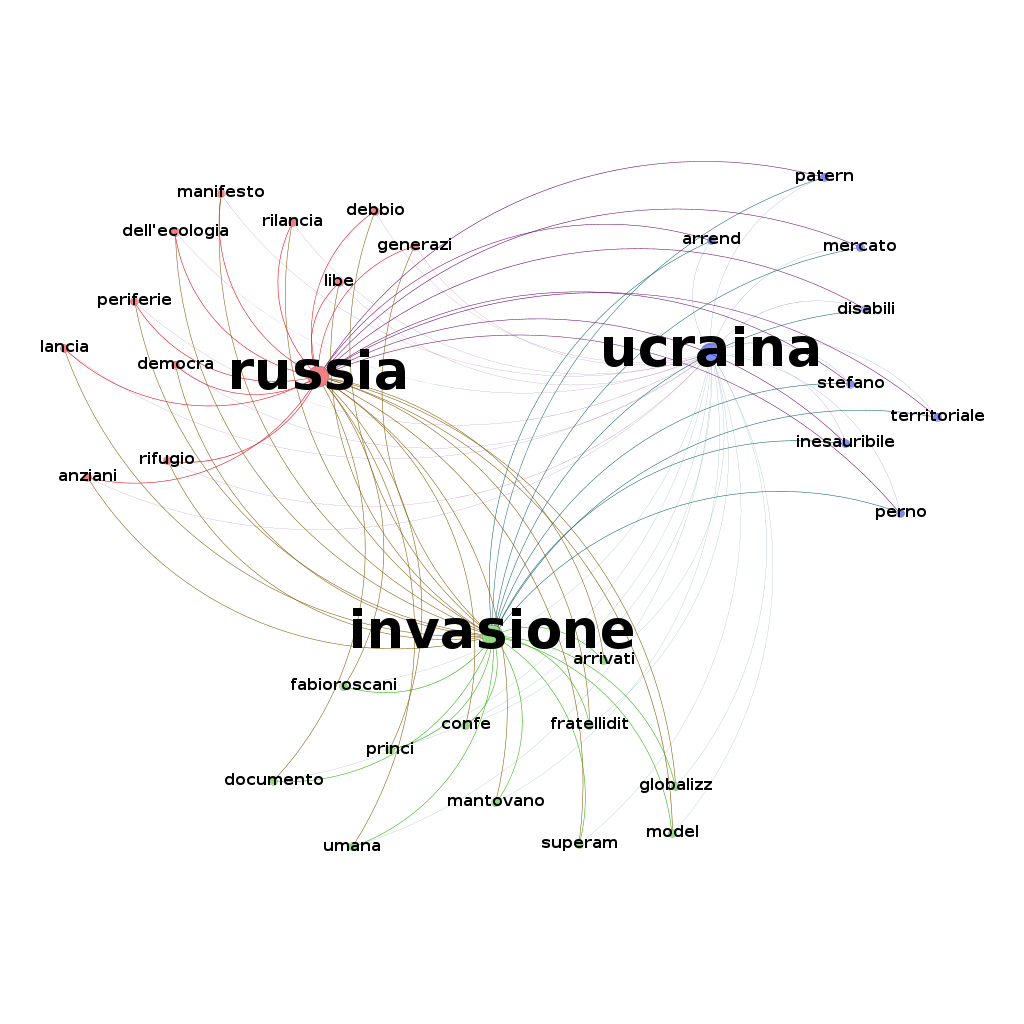 patern
manifesto
debbio
rilancia
dell'ecologia
arrend
generazi
mercato
libe
periferie
disabili
lancia
ucraina
democra
russia
stefano
territoriale
inesauribile
rifugio
anziani
perno
invasione
arrivati
fabioroscani
confe
fratellidit
princi
documento
globalizz
mantovano
model
superam
umana